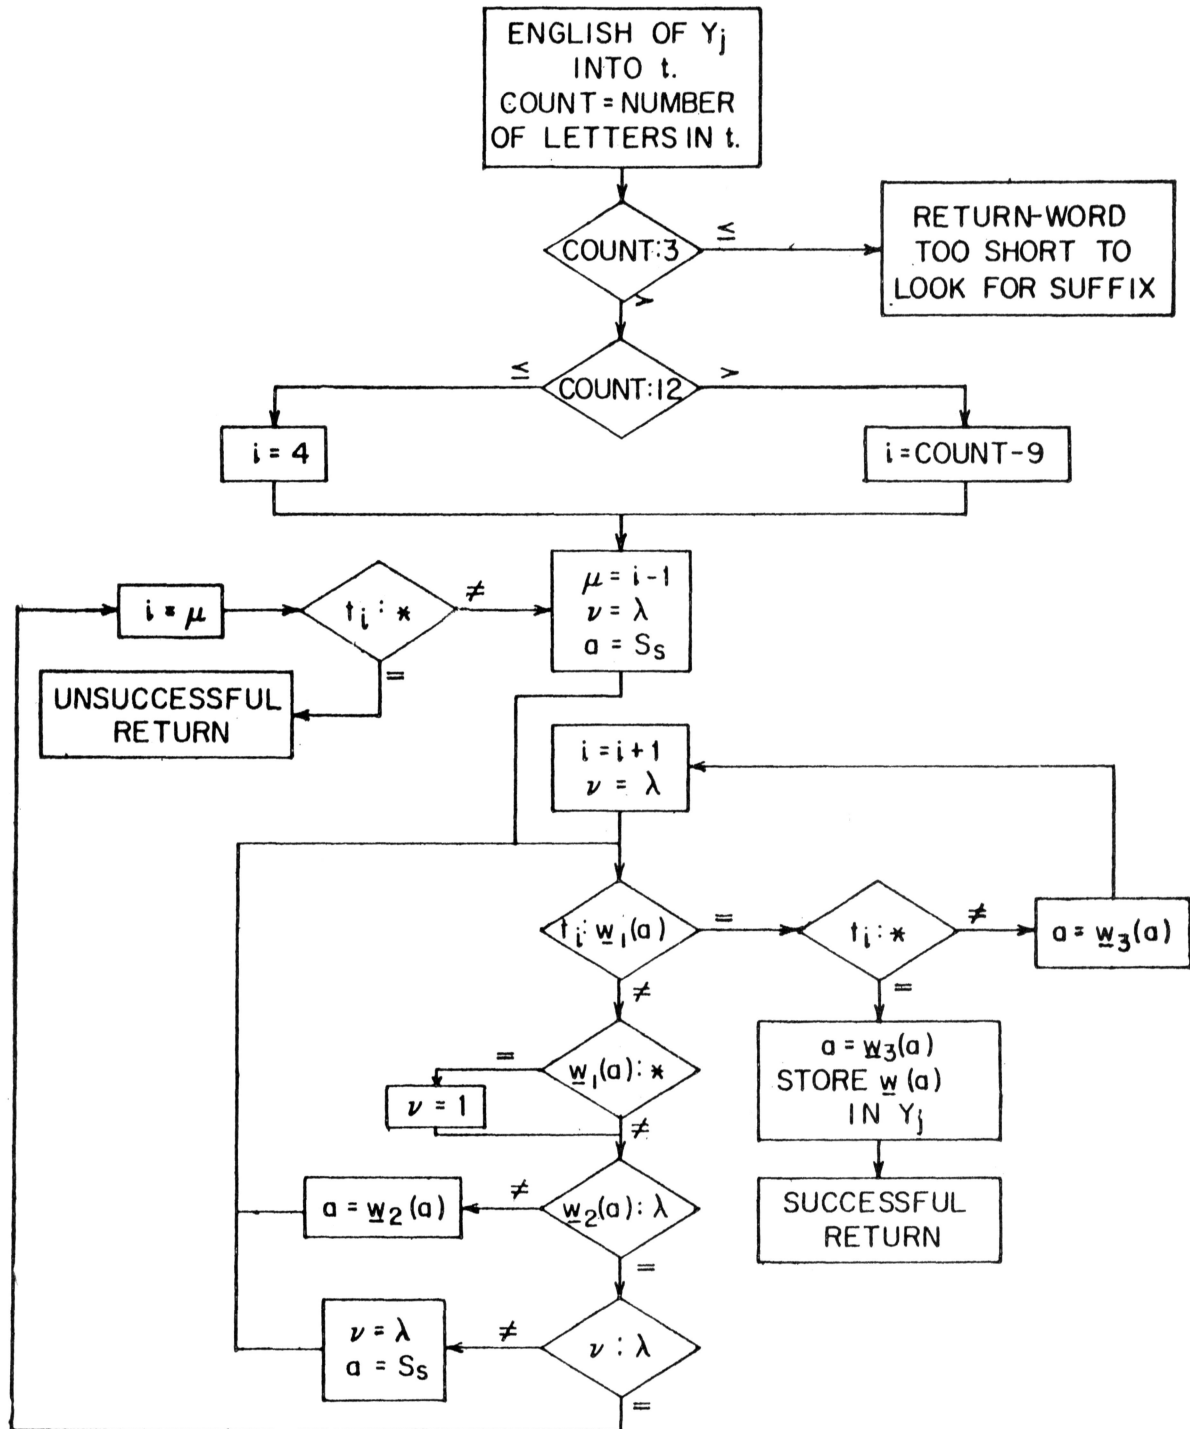 ENGLISH OF Yj
INTO t.
COUNT = NUMBER
OF LETTERS IN t.
COUNT:3
≤
RETURN-WORD
TOO SHORT TO
LOOK FOR SUFFIX
>
COUNT:12
≤
>
i = 4
i = COUNT-9
μ = i-1
ν = λ
a = Ss
i = μ
ti : *
≠
=
UNSUCCESSFUL
RETURN
i = i+1
ν = λ
ti : w1(a)
=
ti : *
≠
a = w3(a)
≠
=
w1(a) : *
=
ν = 1
≠
a = w3(a)
STORE w(a)
IN Yj
SUCCESSFUL
RETURN
w2(a) : λ
≠
a = w2(a)
=
ν : λ
≠
ν = λ
a = Ss
=